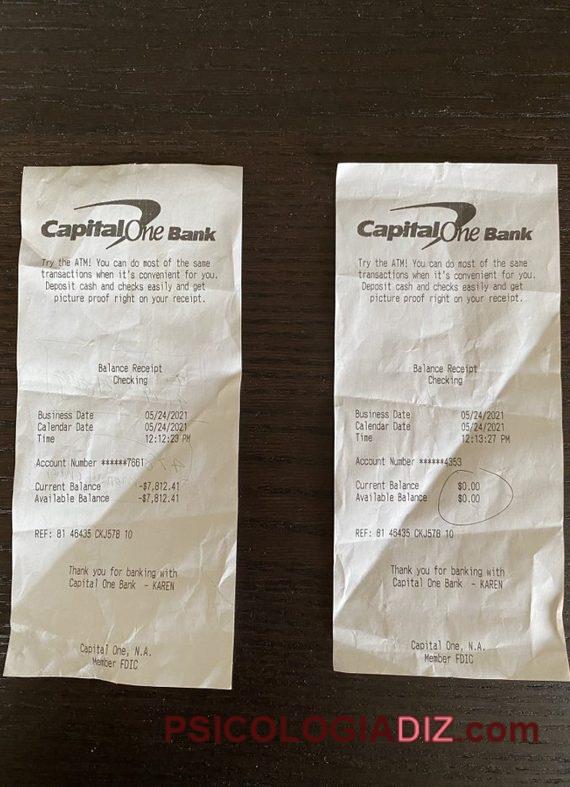 CapitalOne Bank
Try the ATM! You can do most of the same
transactions when it's convenient for you.
Deposit cash and checks easily and get
picture proof right on your receipt.
Balance Receipt
Checking
Business Date 05/24/2021
Calendar Date 05/24/2021
Time 12:12:23 PM
Account Number ******7661
Current Balance -$7,812.41
Available Balance -$7,812.41
REF: 81 46435 CKJ578 10
Thank you for banking with
Capital One Bank - KAREN
Capital One, N.A.
Member FDIC
CapitalOne Bank
Try the ATM! You can do most of the same
transactions when it's convenient for you.
Deposit cash and checks easily and get
picture proof right on your receipt.
Balance Receipt
Checking
Business Date 05/24/2021
Calendar Date 05/24/2021
Time 12:13:27 PM
Account Number ******4353
Current Balance $0.00
Available Balance $0.00
REF: 81 46435 CKJ578 10
Thank you for banking with
Capital One Bank - KAREN
Capital One, N.A.
Member FDIC
PSICOLOGIADIZ.com